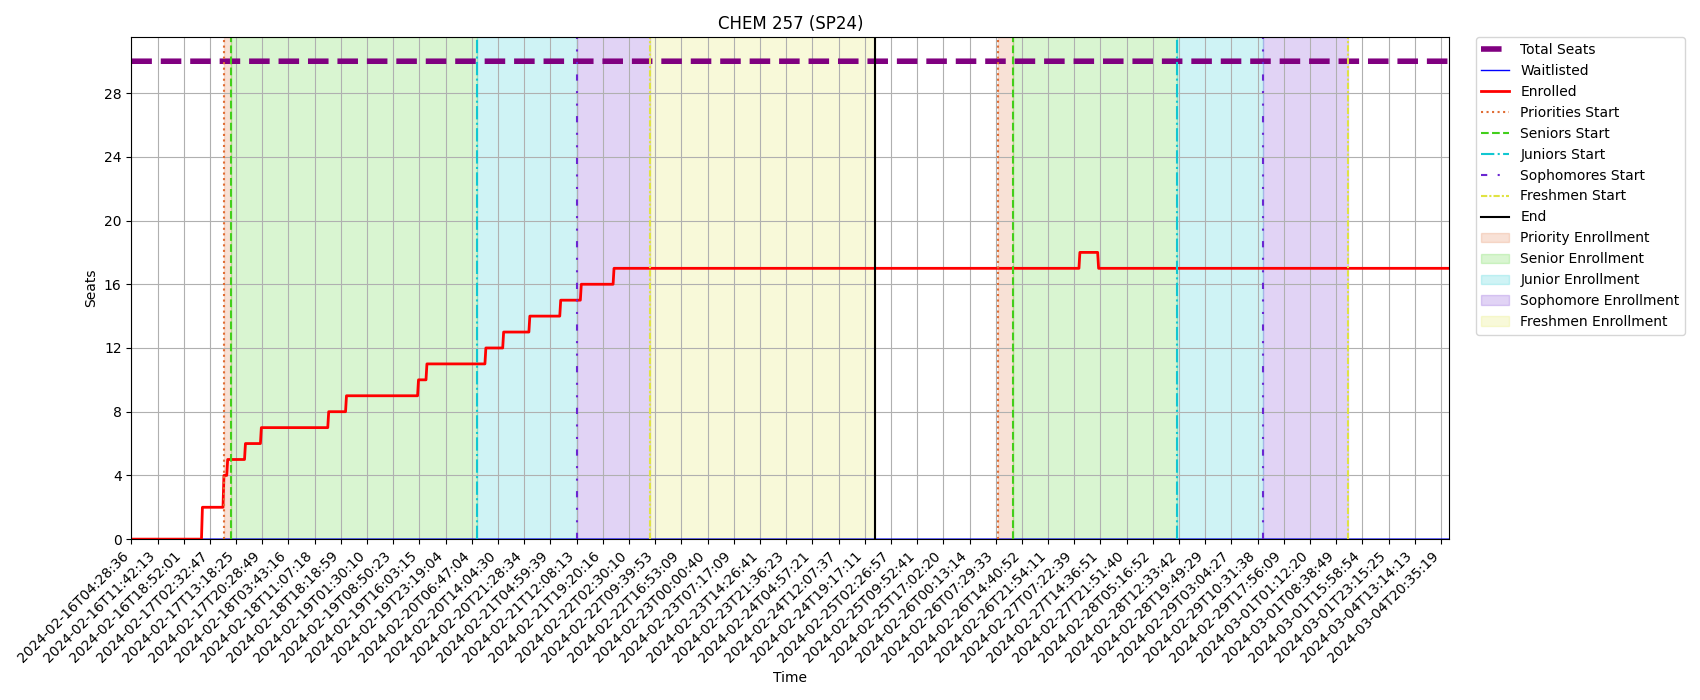 CHEM 257 (SP24)
Seats
28
24
20
16
12
8
4
0
2024-02-16T04:28:36
2024-02-16T11:42:13
2024-02-16T18:52:01
2024-02-17T03:32:47
2024-02-17T13:18:25
2024-02-17T20:28:49
2024-02-18T03:43:16
2024-02-18T11:07:18
2024-02-18T18:18:59
2024-02-19T01:30:10
2024-02-19T08:50:23
2024-02-19T16:03:15
2024-02-19T23:19:04
2024-02-20T06:47:04
2024-02-20T14:04:30
2024-02-20T21:28:34
2024-02-21T04:59:39
2024-02-21T12:08:13
2024-02-21T19:20:16
2024-02-22T02:30:10
2024-02-22T09:39:53
2024-02-22T16:53:09
2024-02-23T00:00:40
2024-02-23T07:17:09
2024-02-23T14:26:41
2024-02-23T21:36:23
2024-02-24T04:57:21
2024-02-24T12:07:37
2024-02-24T19:17:11
2024-02-25T02:26:57
2024-02-25T09:52:41
2024-02-25T17:02:20
2024-02-26T00:13:14
2024-02-26T07:29:33
2024-02-26T14:40:52
2024-02-26T21:54:11
2024-02-27T07:22:39
2024-02-27T14:36:51
2024-02-27T21:51:40
2024-02-28T05:16:52
2024-02-28T12:33:42
2024-02-28T19:49:29
2024-02-29T03:04:27
2024-02-29T10:31:38
2024-02-29T17:56:09
2024-03-01T01:12:20
2024-03-01T08:38:49
2024-03-01T15:58:54
2024-03-01T23:15:25
2024-03-04T13:14:13
2024-03-04T20:35:19
Time
Total Seats
Waitlisted
Enrolled
Priorities Start
Seniors Start
Juniors Start
Sophomores Start
Freshmen Start
End
Priority Enrollment
Senior Enrollment
Junior Enrollment
Sophomore Enrollment
Freshmen Enrollment